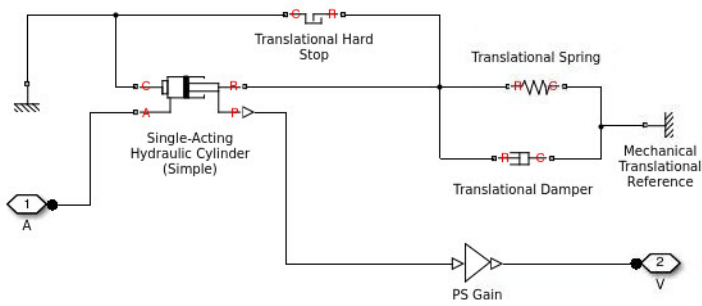 C
R
Translational Hard
Stop
Translational Spring
C
R
R
C
A
P
Single-Acting
Hydraulic Cylinder
(Simple)
Mechanical
Translational
Reference
R
C
Translational Damper
1
A
2
V
PS Gain